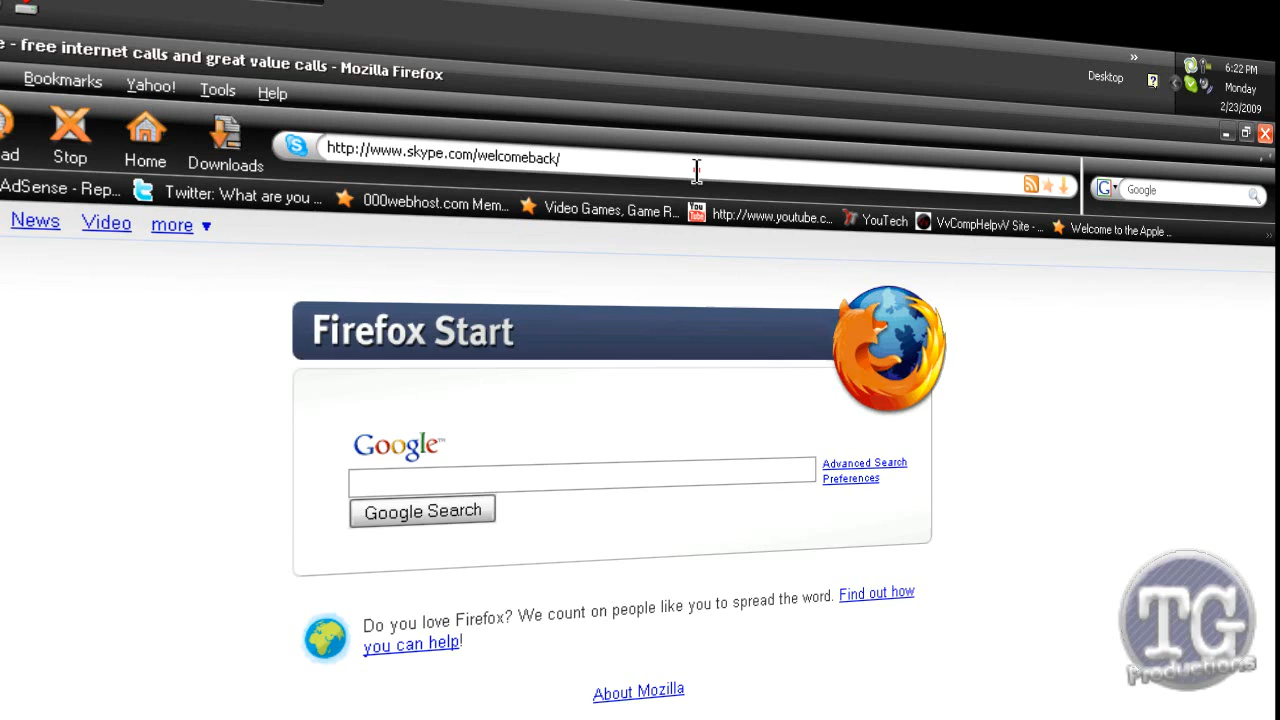 e - free internet calls and great value calls - Mozilla Firefox
Desktop
6:22 PM
Monday
2/23/2009
Bookmarks Yahoo! Tools Help
ad Stop Home Downloads
http://www.skype.com/welcomeback/
Google
AdSense - Rep... Twitter: What are you ... 000webhost.com Mem... Video Games, Game R... You Tube http://www.youtube.c... YouTech VvCompHelpvV Site - ... Welcome to the Apple ...
News Video more
Firefox Start
Google™
Advanced Search
Preferences
Google Search
Do you love Firefox? We count on people like you to spread the word. Find out how
you can help!
About Mozilla
TG
Productions